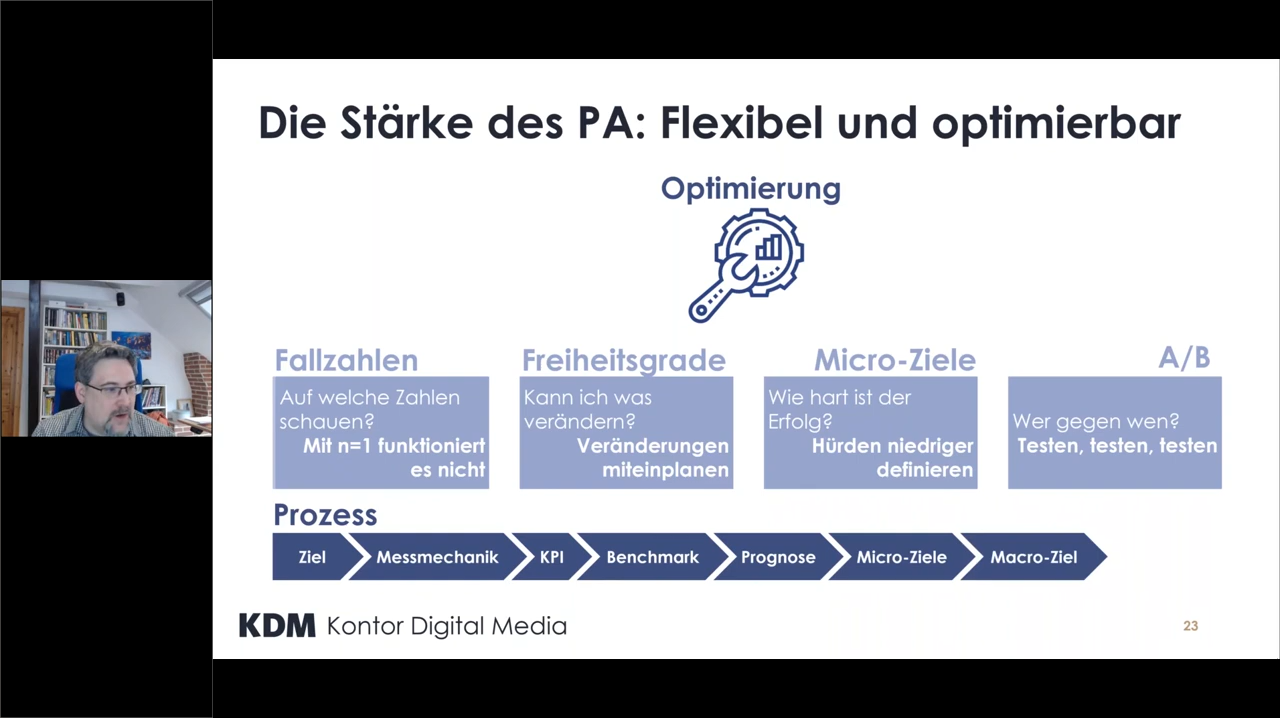 Die Stärke des PA: Flexibel und optimierbar
Optimierung
Fallzahlen
Auf welche Zahlen
schauen?
Mit n=1 funktioniert
es nicht
Freiheitsgrade
Kann ich was
verändern?
Veränderungen
miteinplanen
Micro-Ziele
Wie hart ist der
Erfolg?
Hürden niedriger
definieren
A/B
Wer gegen wen?
Testen, testen, testen
Prozess
Ziel
Messmechanik
KPI
Benchmark
Prognose
Micro-Ziele
Macro-Ziel
KDM Kontor Digital Media
23